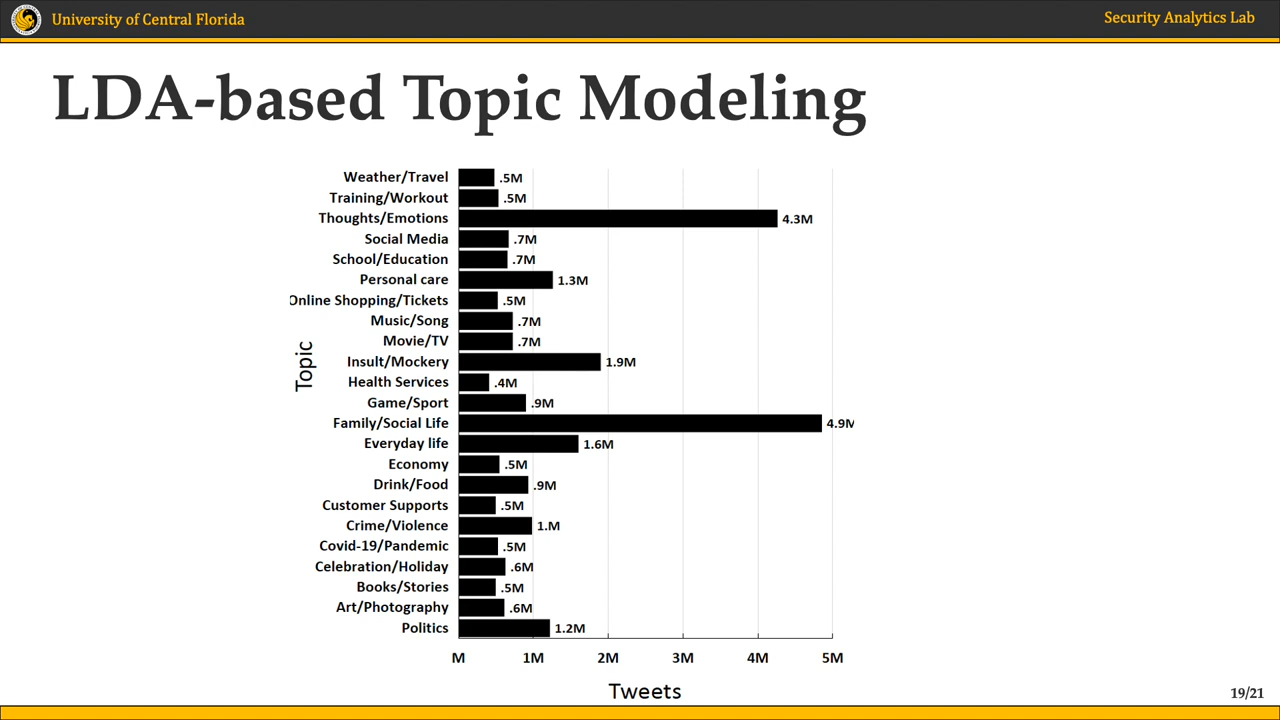 University of Central Florida
Security Analytics Lab
LDA-based Topic Modeling
Topic
Weather/Travel .5M
Training/Workout .5M
Thoughts/Emotions 4.3M
Social Media .7M
School/Education .7M
Personal care 1.3M
Online Shopping/Tickets .5M
Music/Song .7M
Movie/TV .7M
Insult/Mockery 1.9M
Health Services .4M
Game/Sport .9M
Family/Social Life 4.9M
Everyday life 1.6M
Economy .5M
Drink/Food .9M
Customer Supports .5M
Crime/Violence 1.M
Covid-19/Pandemic .5M
Celebration/Holiday .6M
Books/Stories .5M
Art/Photography .6M
Politics 1.2M
M 1M 2M 3M 4M 5M
Tweets
19/21